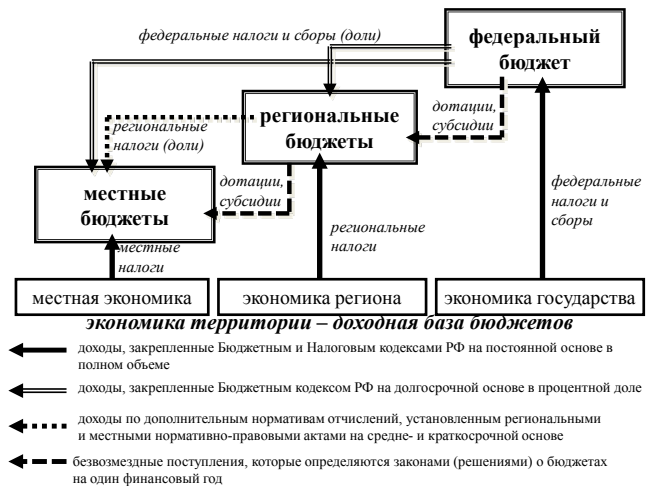 федеральные налоги и сборы (доли)
федеральный
бюджет
региональные
бюджеты
дотации,
субсидии
региональные
налоги (доли)
местные
бюджеты
дотации,
субсидии
федеральные
налоги и
сборы
региональные
налоги
местные
налоги
местная экономика
экономика региона
экономика государства
экономика территории – доходная база бюджетов
доходы, закрепленные Бюджетным и Налоговым кодексами РФ на постоянной основе в
полном объеме
доходы, закрепленные Бюджетным кодексом РФ на долгосрочной основе в процентной доле
доходы по дополнительным нормативам отчислений, установленным региональными
и местными нормативно-правовыми актами на средне- и краткосрочной основе
безвозмездные поступления, которые определяются законами (решениями) о бюджетах
на один финансовый год